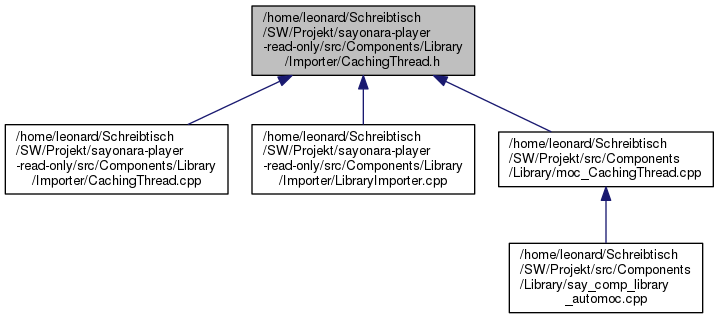 /home/leonard/Schreibtisch
/SW/Projekt/sayonara-player
-read-only/src/Components/Library
/Importer/CachingThread.h
/home/leonard/Schreibtisch
/SW/Projekt/sayonara-player
-read-only/src/Components/Library
/Importer/CachingThread.cpp
/home/leonard/Schreibtisch
/SW/Projekt/sayonara-player
-read-only/src/Components/Library
/Importer/LibraryImporter.cpp
/home/leonard/Schreibtisch
/SW/Projekt/src/Components
/Library/moc_CachingThread.cpp
/home/leonard/Schreibtisch
/SW/Projekt/src/Components
/Library/say_comp_library
_automoc.cpp